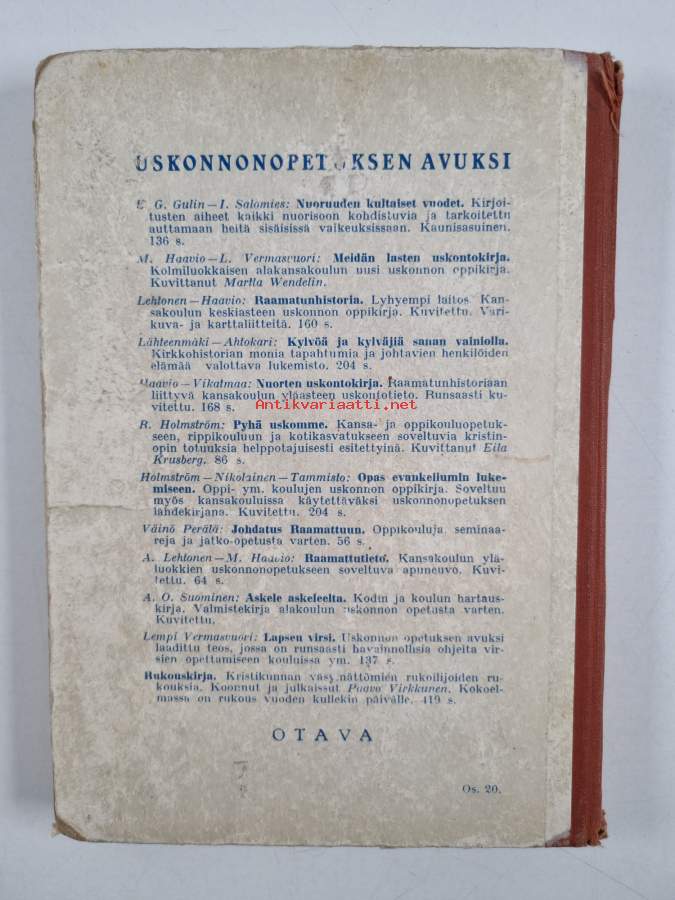 USKONNONOPETUKSEN AVUKSI
E. G. Gulin — I. Salomies: Nuoruuden kultaiset vuodet. Kirjoi-
tusten aiheet kaikki nuorisoon kohdistuvia ja tarkoitettu
auttamaan heitä sisäisissä vaikeuksissaan. Kaunisasuinen.
136 s.
M. Haavio — L. Vermasvuori: Meidän lasten uskontokirja.
Kolmiluokkaisen alakansakoulun uusi uskonnon oppikirja.
Kuvittanut Martta Wendelin.
Lehtonen — Haavio: Raamatunhistoria. Lyhyempi laitos. Kan-
sakoulun keskiasteen uskonnon oppikirja. Kuvitettu. Väri-
kuva- ja karttaliitteitä. 160 s.
Lähteenmäki — Ahtokari: Kylvöä ja kylväjiä sanan vainiolla.
Kirkkohistorian monia tapahtumia ja johtavien henkilöiden
elämää valottava lukemisto. 204 s.
Haavio — Vikatmaa: Nuorten uskontokirja. Raamatunhistoriaan
liittyvä kansakoulun yläasteen uskontotieto. Runsaasti ku-
vitettu. 168 s.
Antikvariaatti.net
R. Holmström: Pyhä uskomme. Kansa- ja oppikouluopetuk-
seen, rippikouluun ja kotikasvatukseen soveltuvia kristin-
opin totuuksia helppotajuisesti esitettyinä. Kuvittanut Eila
Krusberg. 86 s.
Holmström — Nikolainen — Tammisto: Opas evankeliumin luke-
miseen. Oppi- ym. koulujen uskonnon oppikirja. Soveltuu
myös kansakouluissa käytettäväksi uskonnonopetuksen
lähdekirjana. Kuvitettu. 204 s.
Väinö Perälä: Johdatus Raamattuun. Oppikouluja, seminaa-
reja ja jatko-opetusta varten. 56 s.
A. Lehtonen — M. Haavio: Raamattutieto. Kansakoulun ylä-
luokkien uskonnonopetukseen soveltuva apuneuvo. Kuvi-
tettu. 64 s.
A. O. Suominen: Askele askeleelta. Kodin ja koulun hartaus-
kirja. Valmistekirja alakoulun uskonnon opetusta varten.
Kuvitettu.
Lempi Vermasvuori: Lapsen virsi. Uskonnon opetuksen avuksi
laadittu teos, jossa on runsaasti havainnollisia ohjeita vir-
sien opettamiseen kouluissa ym. 137 s.
Rukouskirja. Kristikunnan väsynättömien rukoilijoiden ru-
kouksia. Koonnut ja julkaissut Paavo Virkkunen. Kokoel-
massa on rukous vuoden kullekin päivälle. 419 s.
OTAVA
Os. 20.